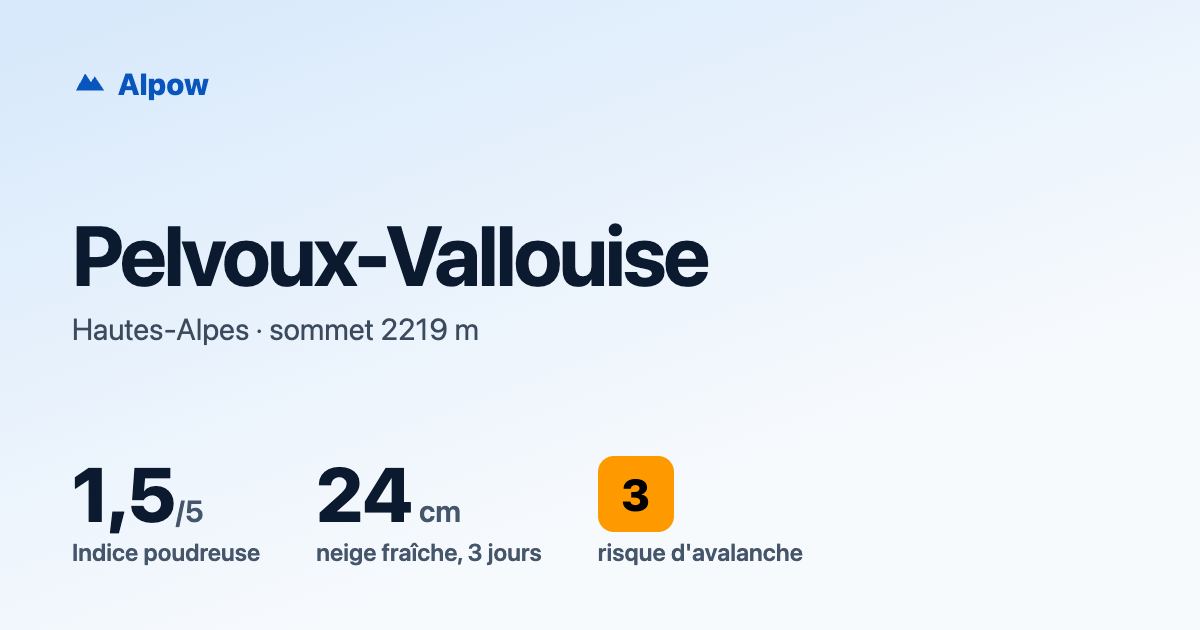 Alpow
Pelvoux-Vallouise
Hautes-Alpes · sommet 2219 m
1,5/5
Indice poudreuse
24 cm
neige fraîche, 3 jours
3
risque d'avalanche